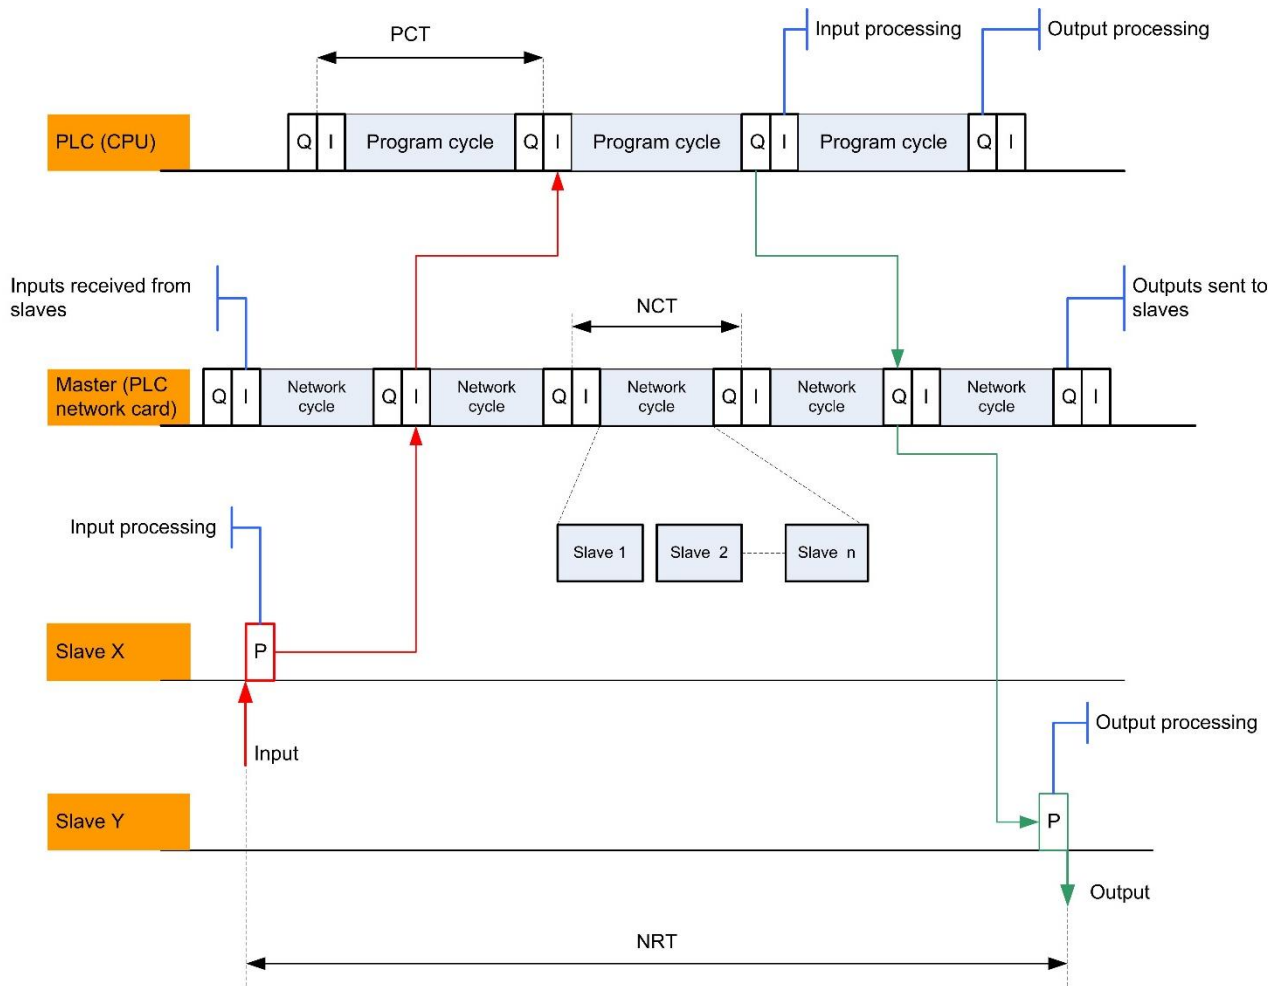 PCT
Input processing
Output processing
PLC (CPU)
Q I Program cycle Q I Program cycle Q I Program cycle Q I
Inputs received from
slaves
NCT
Outputs sent to
slaves
Master (PLC
network card)
Q I Network
cycle
Q I Network
cycle
Q I Network
cycle
Q I Network
cycle
Q I Network
cycle
Q I
Input processing
Slave 1
Slave 2
Slave n
Slave X
P
Input
Output processing
Slave Y
P
Output
NRT